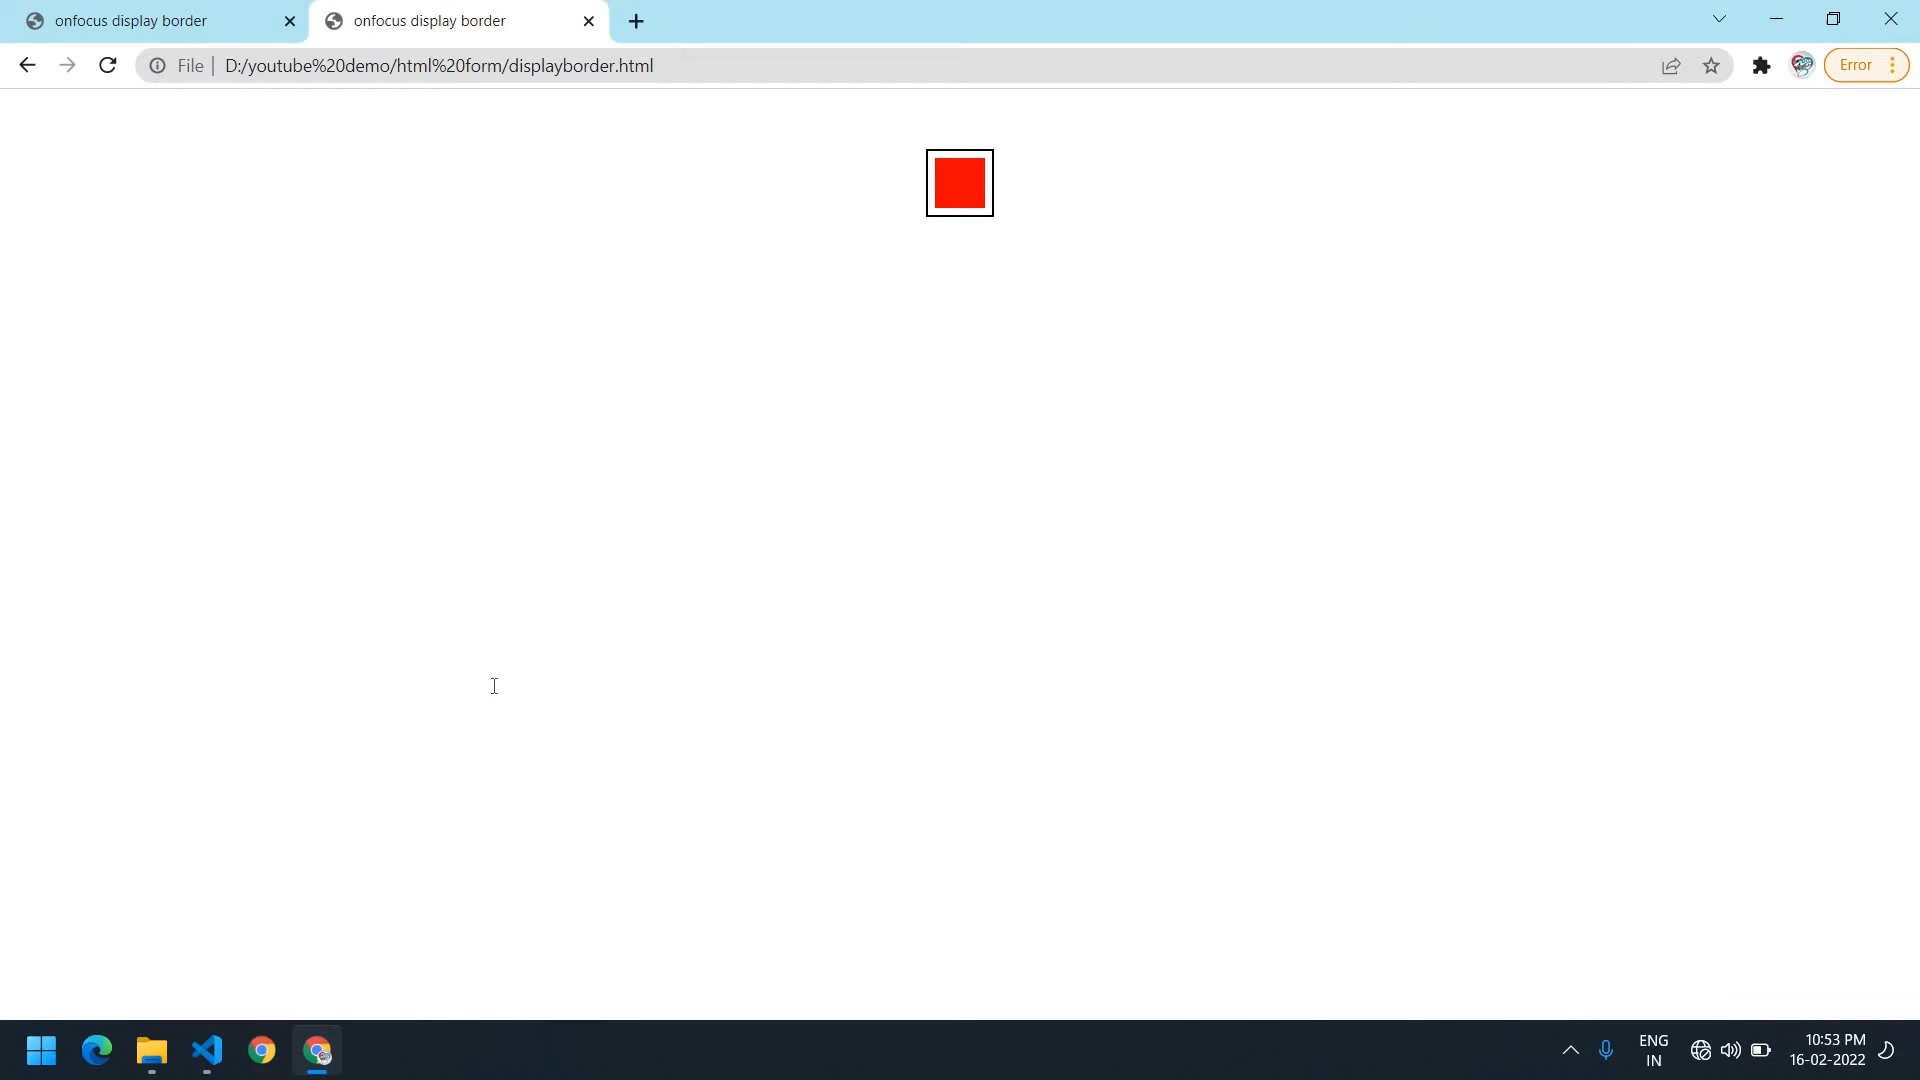 onfocus display border
onfocus display border
File | D:/youtube%20demo/html%20form/displayborder.html
Error
ENG
IN
10:53 PM
16-02-2022